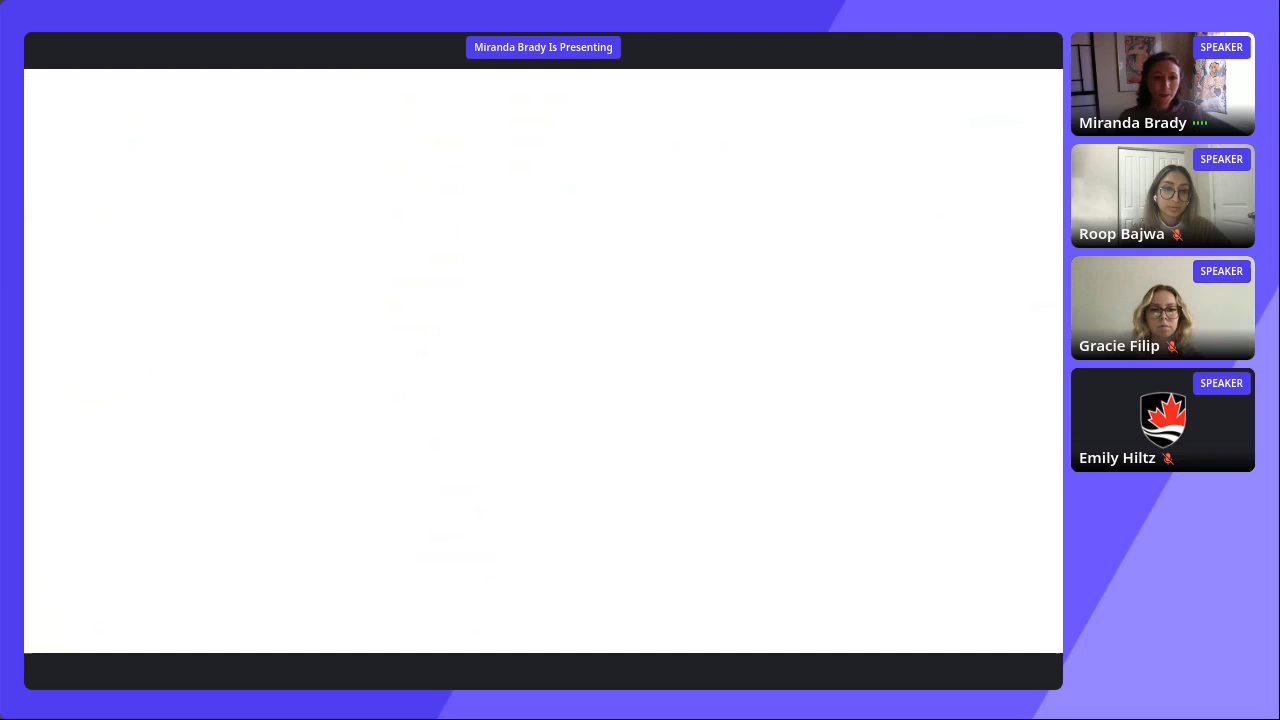 Miranda Brady Is Presenting
SPEAKER
Miranda Brady
SPEAKER
Roop Bajwa
SPEAKER
Gracie Filip
SPEAKER
Emily Hiltz